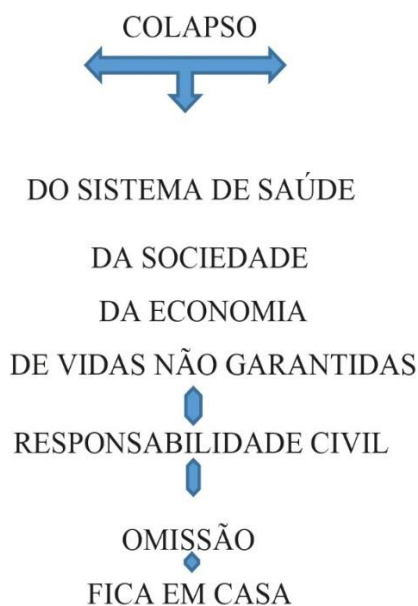 COLAPSO
DO SISTEMA DE SAÚDE
DA SOCIEDADE
DA ECONOMIA
DE VIDAS NÃO GARANTIDAS
RESPONSABILIDADE CIVIL
OMISSÃO
FICA EM CASA